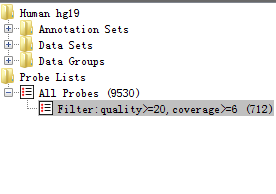 Human hg19
Annotation Sets
Data Sets
Data Groups
Probe Lists
All Probes (9530)
Filter:quality>=20,coverage>=6 (712)